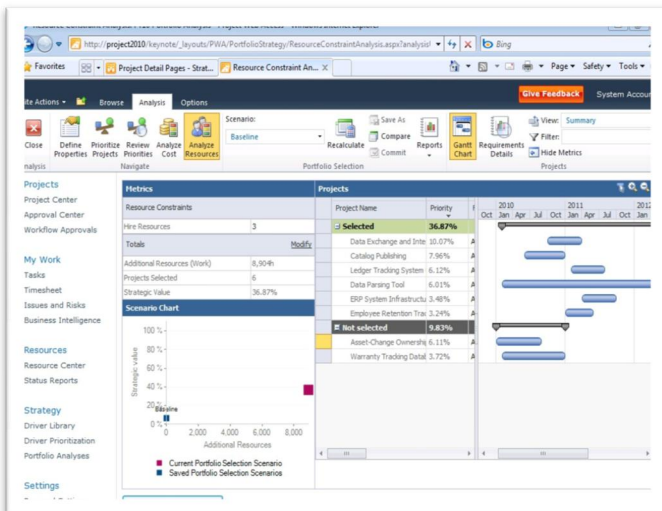 http://project2010/keynote/_layouts/PWA/PortfolioStrategy/ResourceConstraintAnalysis.aspx?analysisl
Bing
Favorites
Project Detail Pages - Strat...
Resource Constraint An...
Page
Safety
Tools
Give Feedback
System Accoun
ite Actions
Browse
Analysis
Options
Close
Define Properties
Prioritize Projects
Review Priorities
Analyze Cost
Analyze Resources
Scenario:
Baseline
Recalculate
Save As
Compare
Commit
Reports
Gantt Chart
Requirements Details
View: Summary
Filter:
Hide Metrics
nalysis
Navigate
Portfolio Selection
Projects
Projects
Project Center
Approval Center
Workflow Approvals
My Work
Tasks
Timesheet
Issues and Risks
Business Intelligence
Resources
Resource Center
Status Reports
Strategy
Driver Library
Driver Prioritization
Portfolio Analyses
Settings
Metrics
Resource Constraints
Hire Resources 3
Totals Modify
Additional Resources (Work) 8,904h
Projects Selected 6
Strategic Value 36.87%
Scenario Chart
Strategic value
100 %
80 %
60 %
40 %
20 %
0 %
Baseline
0 2.000 4.000 6.000 8.000
Additional Resources
Current Portfolio Selection Scenario
Saved Portfolio Selection Scenarios
Projects
Project Name Priority
2010 2011 2012
Oct Jan Apr Jul Oct Jan Apr Jul Oct Jan
Selected 36.87%
Data Exchange and Inte 10.07% A
Catalog Publishing 7.96% A
Ledger Tracking System 6.12% A
Data Parsing Tool 6.01% A
ERP System Infrastructu 3.48% A
Employee Retention Trac 3.24% A
Not selected 9.83%
Asset-Change Ownership 6.11% A
Warranty Tracking Datab 3.72% A